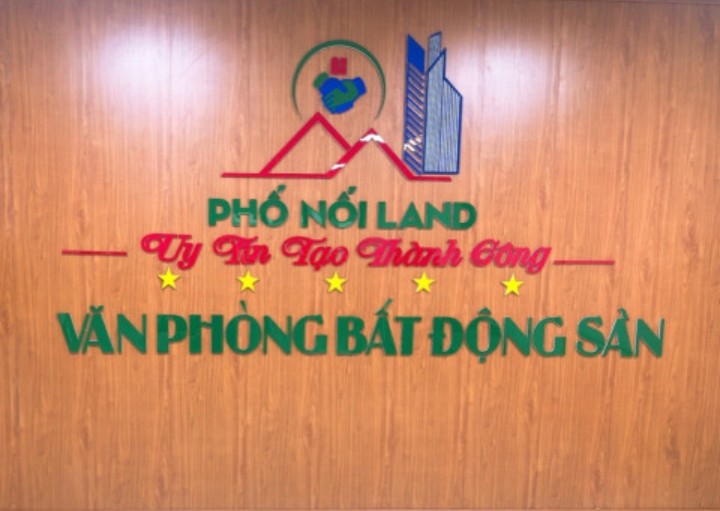 PHỐ NỐI LAND
Uy Tín Tạo Thành Công
VĂN PHÒNG BẤT ĐỘNG SẢN